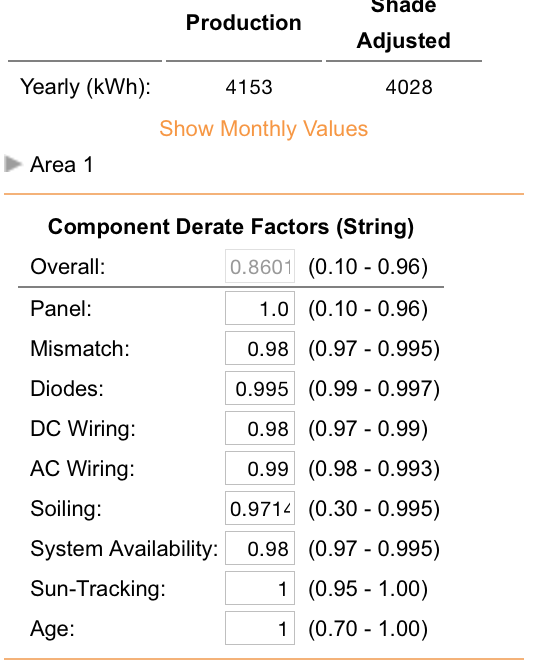 Production Shade Adjusted
Yearly (kWh): 4153 4028
Show Monthly Values
Area 1
Component Derate Factors (String)
Overall: 0.8601 (0.10 - 0.96)
Panel: 1.0 (0.10 - 0.96)
Mismatch: 0.98 (0.97 - 0.995)
Diodes: 0.995 (0.99 - 0.997)
DC Wiring: 0.98 (0.97 - 0.99)
AC Wiring: 0.99 (0.98 - 0.993)
Soiling: 0.9714 (0.30 - 0.995)
System Availability: 0.98 (0.97 - 0.995)
Sun-Tracking: 1 (0.95 - 1.00)
Age: 1 (0.70 - 1.00)